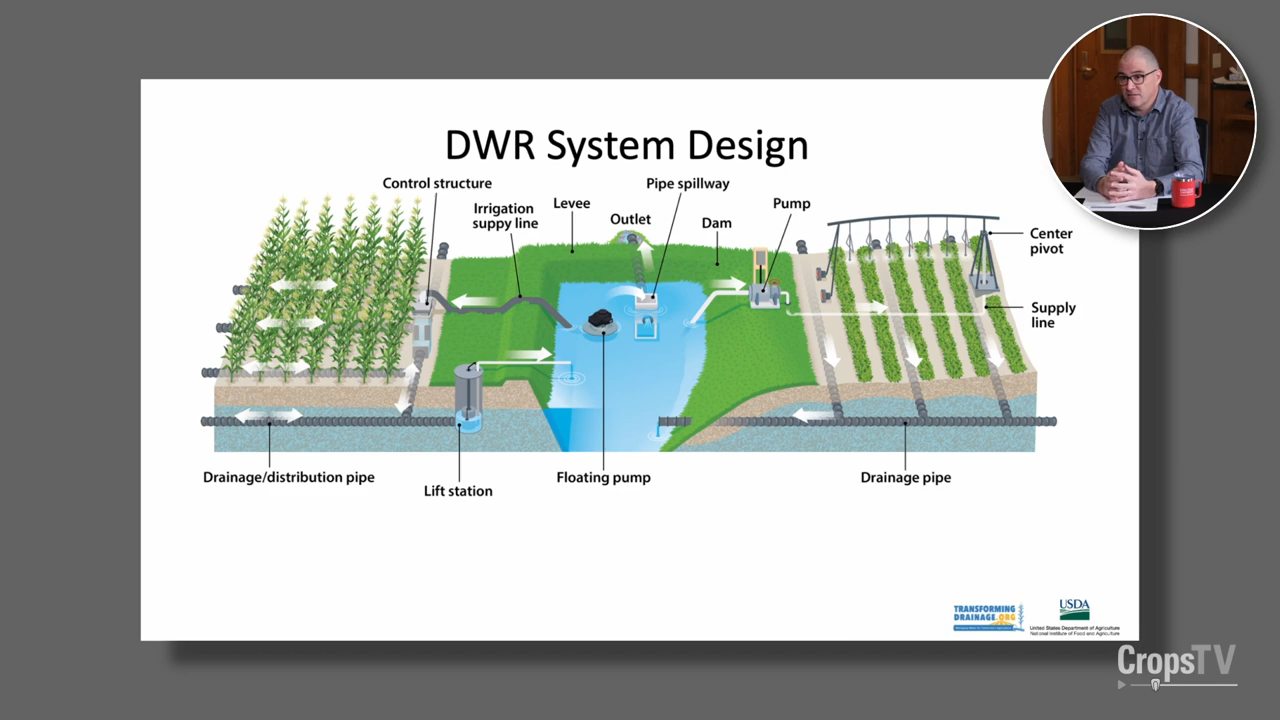 DWR System Design
Control structure
Pipe spillway
Irrigation
suppy line
Levee
Outlet
Dam
Pump
Center
pivot
Supply
line
Drainage/distribution pipe
Lift station
Floating pump
Drainage pipe
TRANSFORMING
DRAINAGE.ORG
USDA
United States Department of Agriculture
National Institute of Food and Agriculture
CropsTV